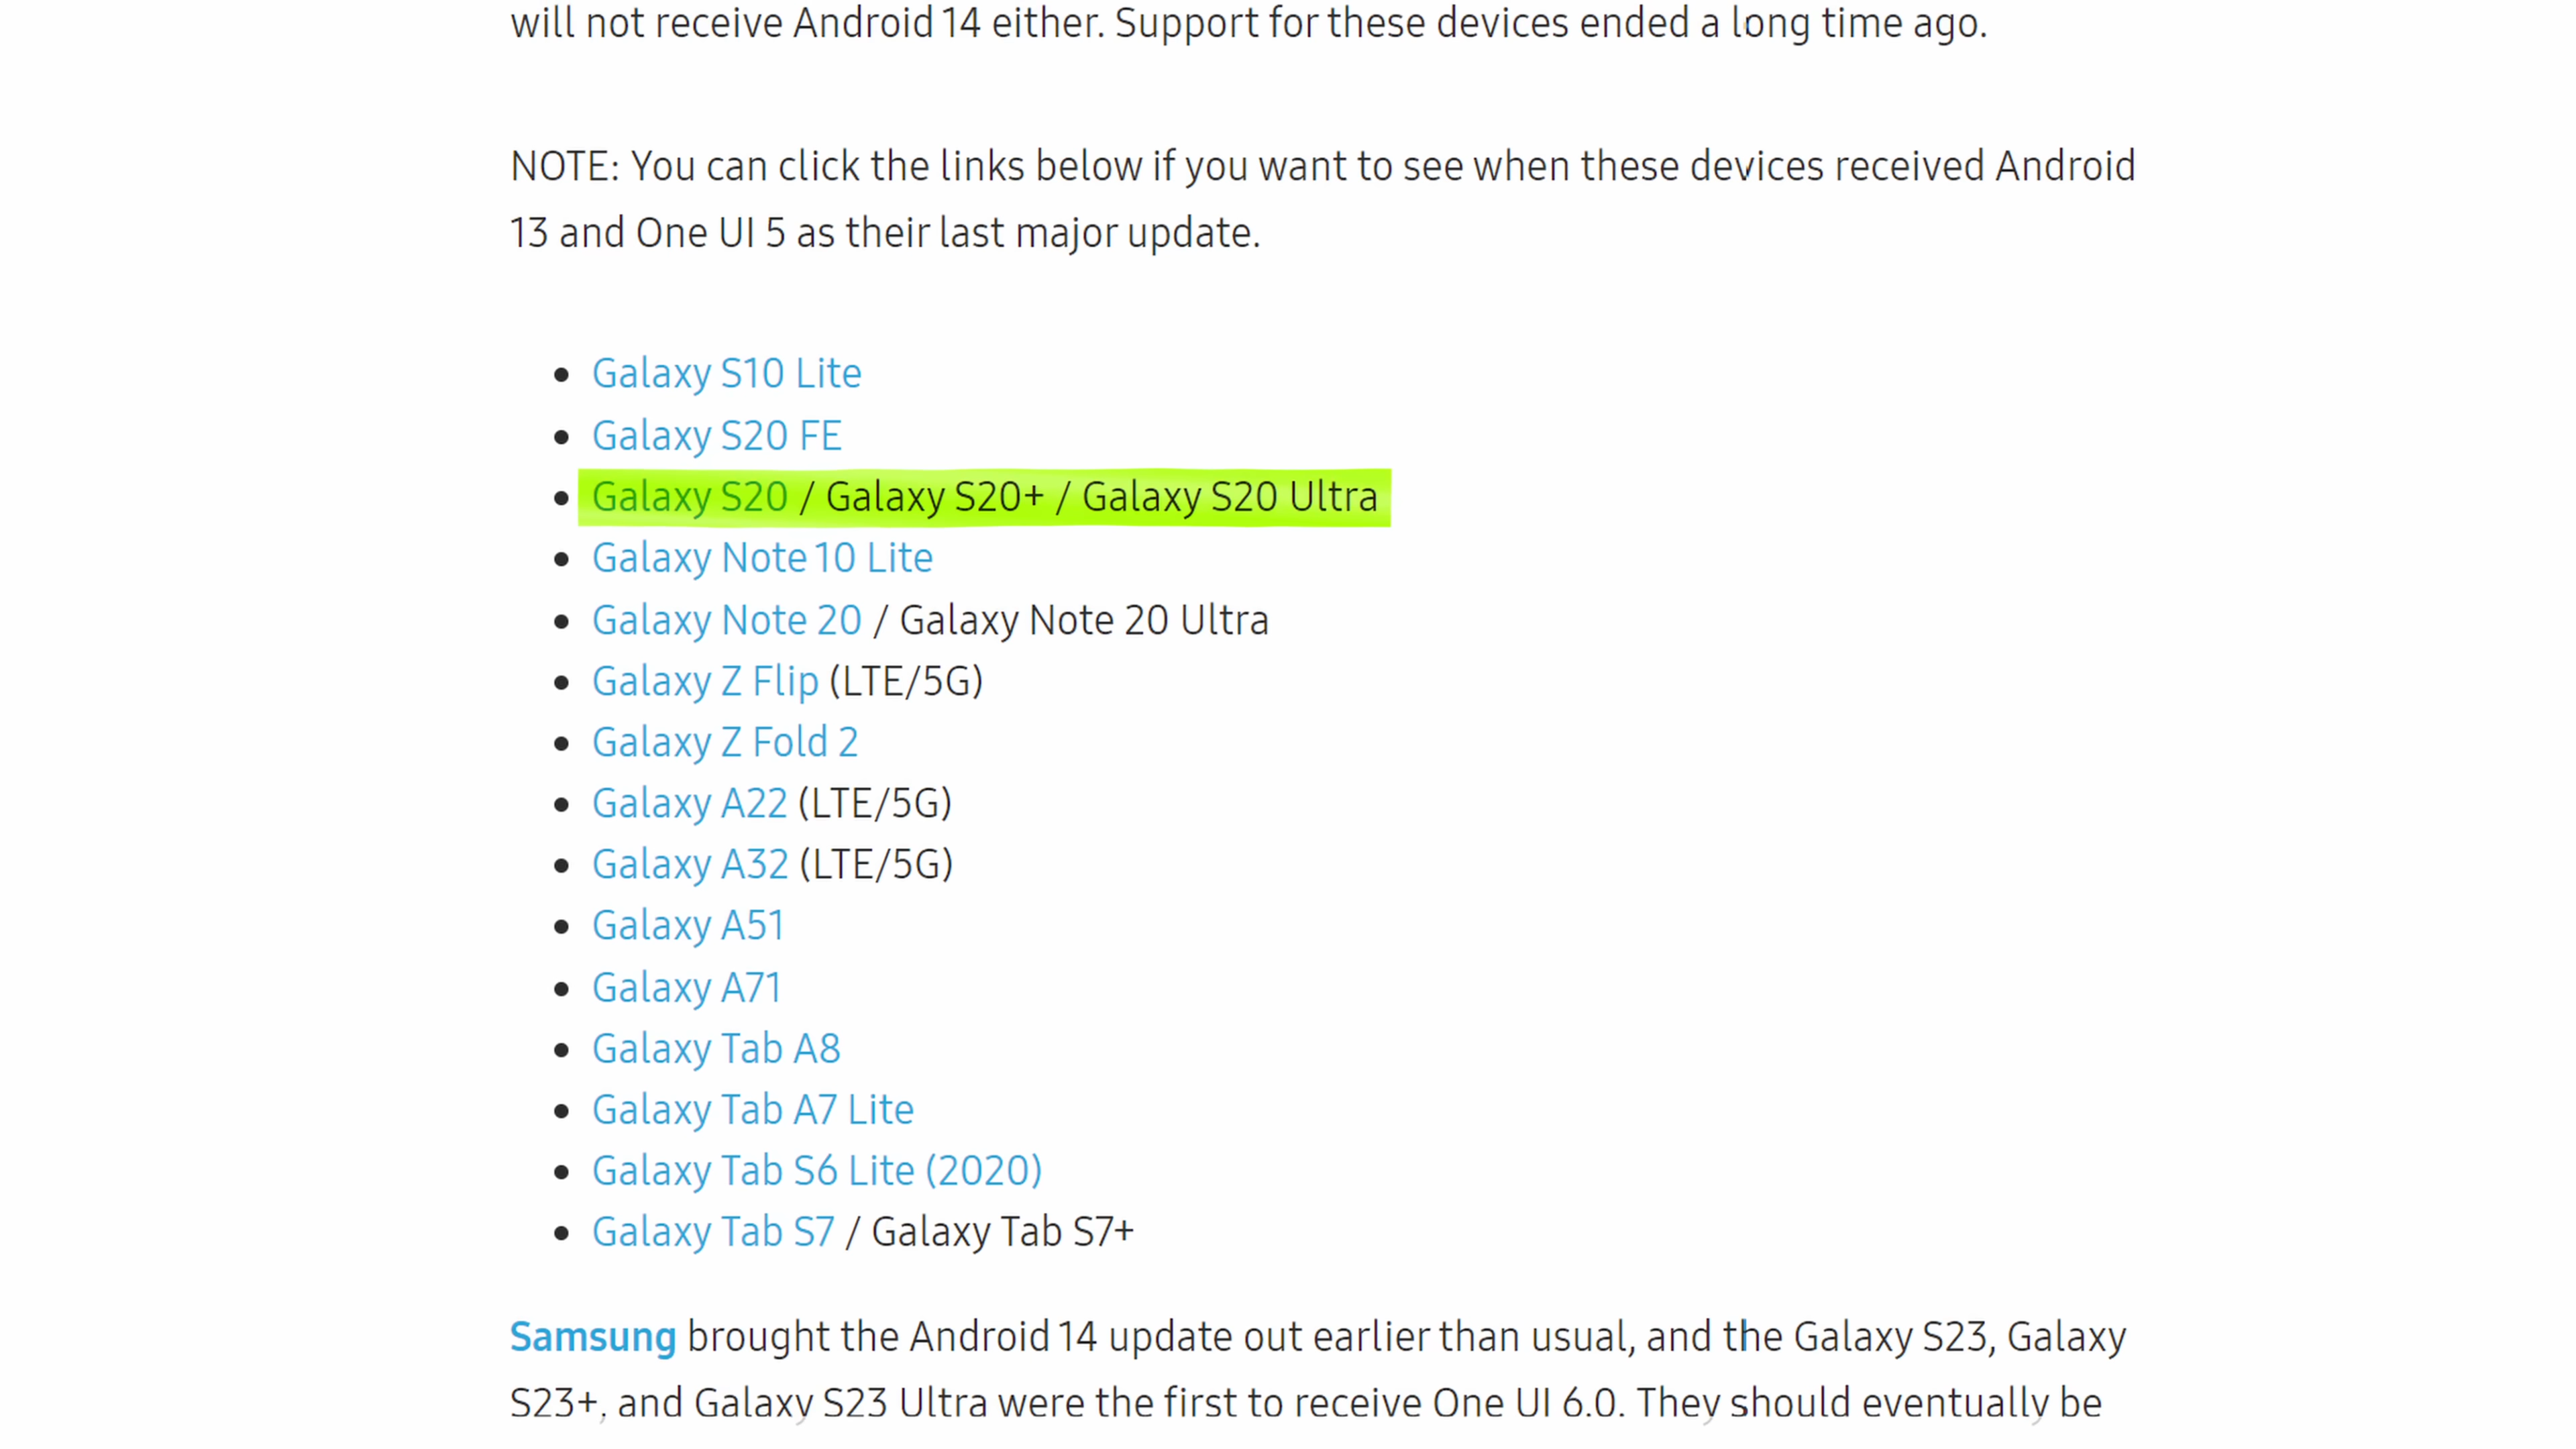 will not receive Android 14 either. Support for these devices ended a long time ago.
NOTE: You can click the links below if you want to see when these devices received Android
13 and One UI 5 as their last major update.
• Galaxy S10 Lite
• Galaxy S20 FE
• Galaxy S20 / Galaxy S20+ / Galaxy S20 Ultra
• Galaxy Note 10 Lite
• Galaxy Note 20 / Galaxy Note 20 Ultra
• Galaxy Z Flip (LTE/5G)
• Galaxy Z Fold 2
• Galaxy A22 (LTE/5G)
• Galaxy A32 (LTE/5G)
• Galaxy A51
• Galaxy A71
• Galaxy Tab A8
• Galaxy Tab A7 Lite
• Galaxy Tab S6 Lite (2020)
• Galaxy Tab S7 / Galaxy Tab S7+
Samsung brought the Android 14 update out earlier than usual, and the Galaxy S23, Galaxy
S23+, and Galaxy S23 Ultra were the first to receive One UI 6.0. They should eventually be